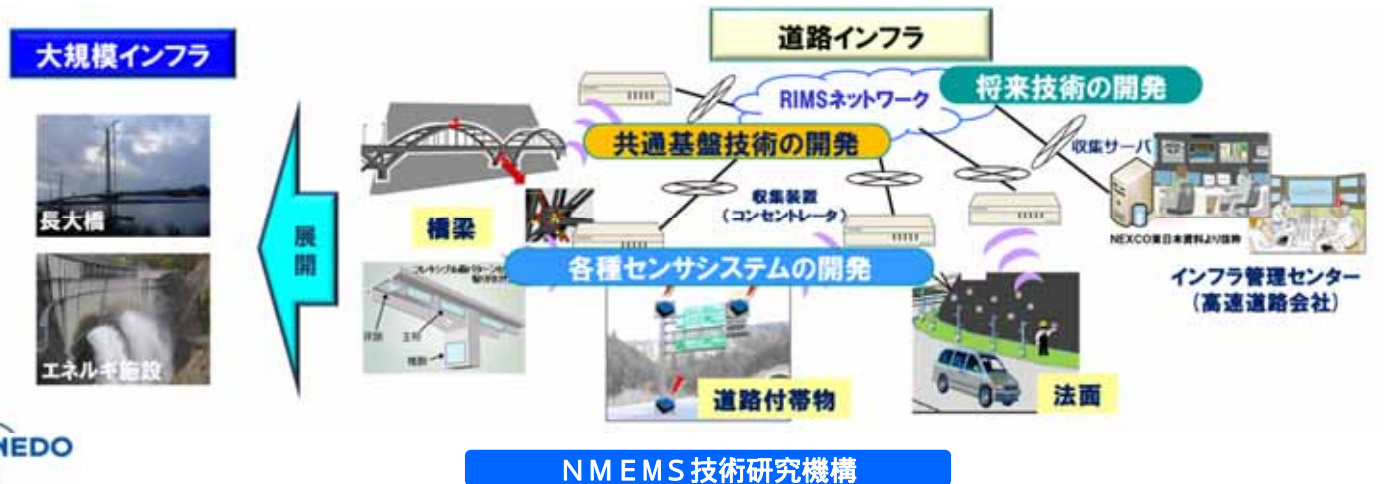 大規模インフラ
道路インフラ
RIMSネットワーク
将来技術の開発
共通基盤技術の開発
収集サーバ
収集装置
(コンセントレータ)
NEXCO東日本資料より抜粋
インフラ管理センター
(高速道路会社)
長大橋
展開
橋梁
各種センサシステムの開発
床版
主桁
橋脚
エネルギ施設
道路付帯物
法面
NEDO
NMEMS技術研究機構